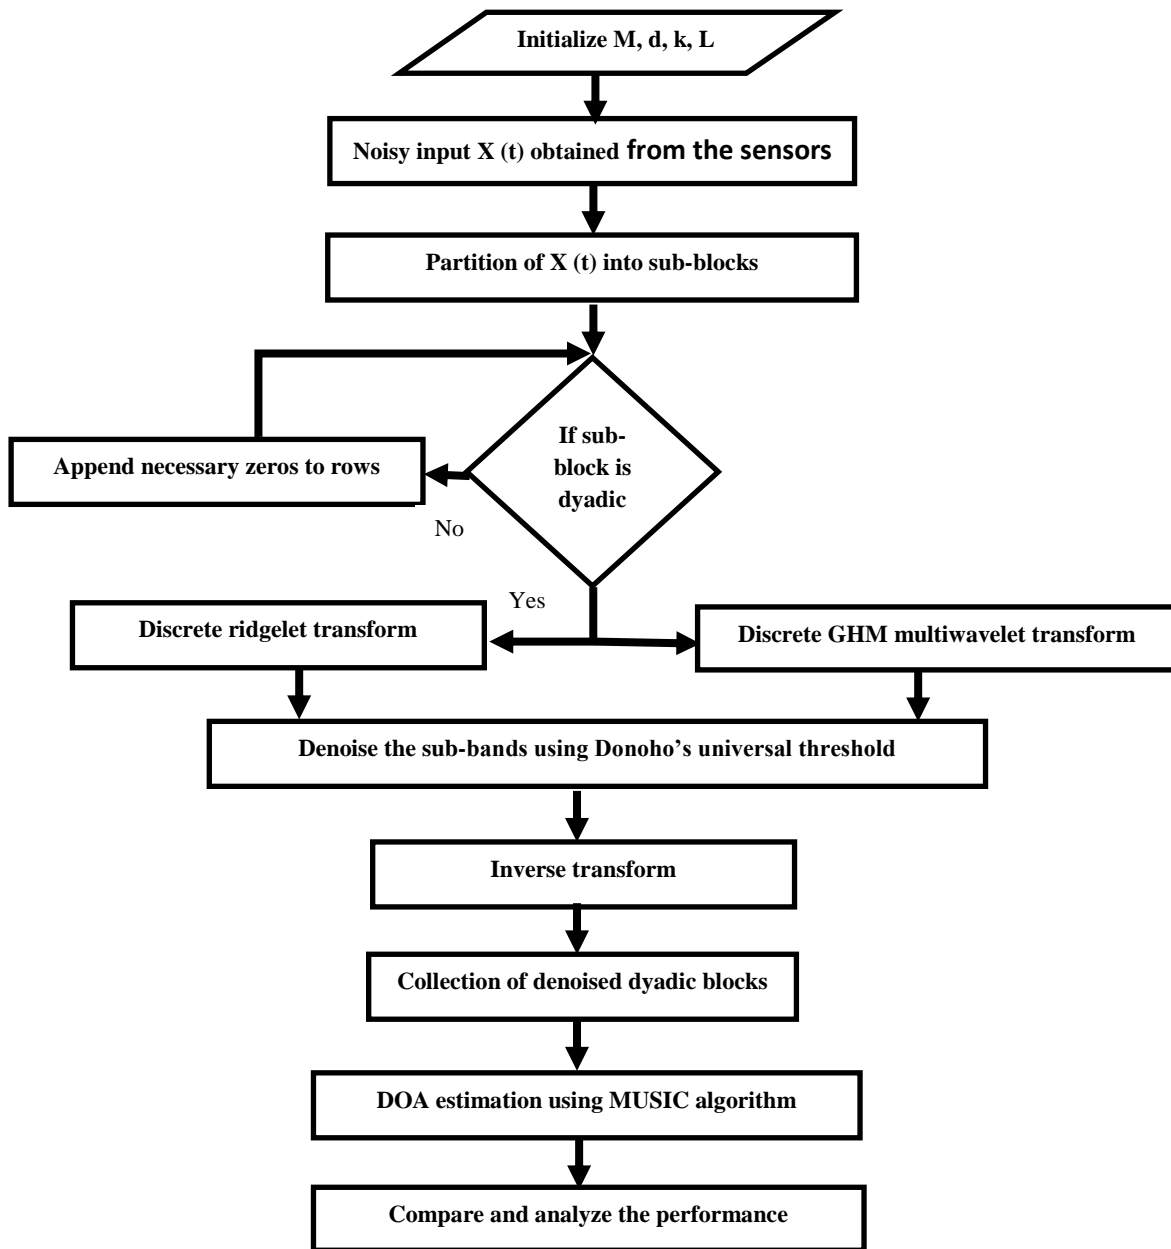 Initialize M, d, k, L
Noisy input X (t) obtained from the sensors
Partition of X (t) into sub-blocks
If sub-
block is
dyadic
Append necessary zeros to rows
No
Yes
Discrete ridgelet transform
Discrete GHM multiwavelet transform
Denoise the sub-bands using Donoho’s universal threshold
Inverse transform
Collection of denoised dyadic blocks
DOA estimation using MUSIC algorithm
Compare and analyze the performance